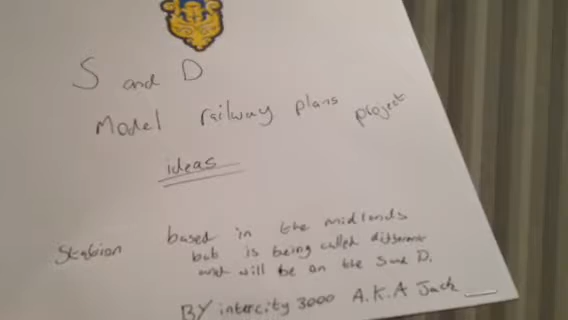 S and D
Model railway plans project
ideas
Station based in the midlands
but is being called different
and will be on the S and D.
BY intercity 3000 A.K.A Jack